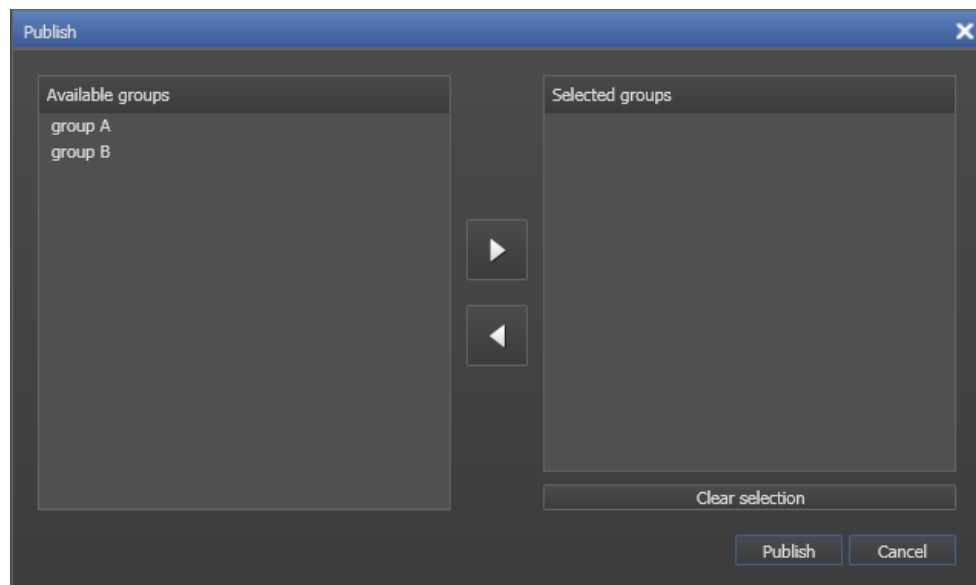 Publish
Available groups
group A
group B
Selected groups
Clear selection
Publish
Cancel